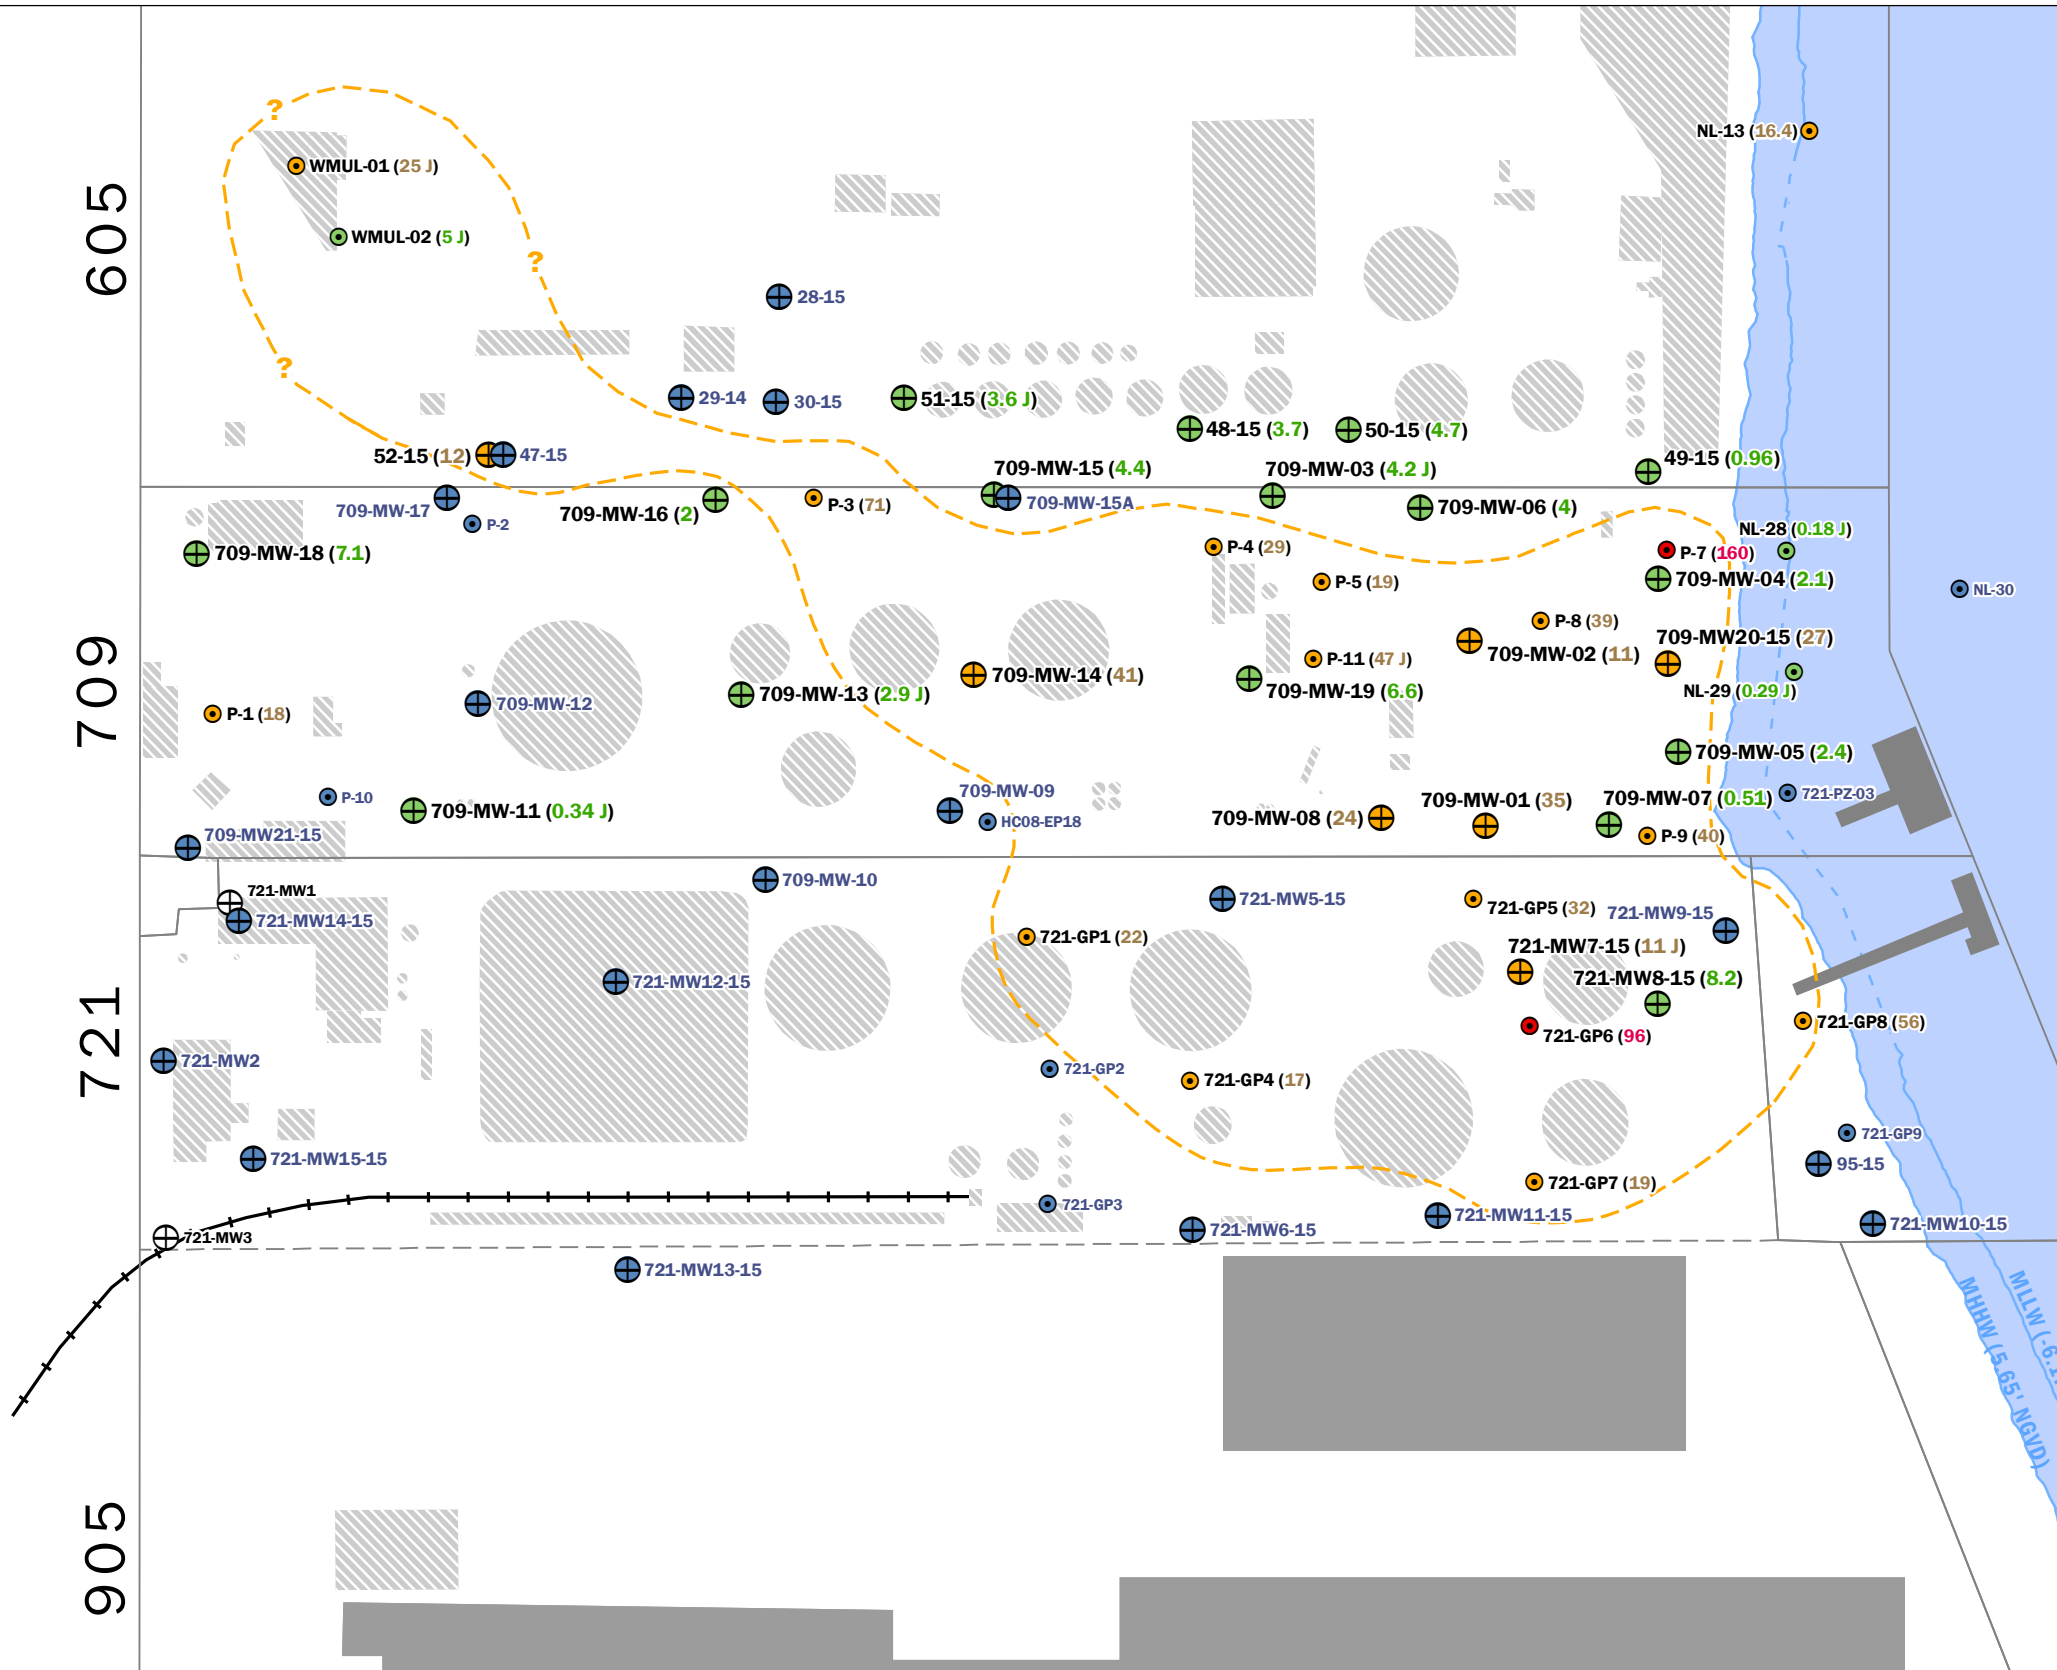 NL-13 (16.4)
WMUL-01 (25 J)
WMUL-02 (5 J)
605
?
?
?
28-15
29-14
30-15
51-15 (3.6 J)
48-15 (3.7)
50-15 (4.7)
52-15 (12)
47-15
709-MW-15 (4.4)
709-MW-03 (4.2 J)
49-15 (0.96)
709-MW-17
P-2
709-MW-16 (2)
P-3 (71)
709-MW-15A
709-MW-06 (4)
NL-28 (0.18 J)
709-MW-18 (7.1)
P-4 (29)
P-7 (160)
P-5 (19)
709-MW-04 (2.1)
NL-30
P-8 (39)
709-MW20-15 (27)
709
709-MW-02 (11)
P-11 (47 J)
709-MW-14 (41)
709-MW-13 (2.9 J)
709-MW-19 (6.6)
NL-29 (0.29 J)
P-1 (18)
709-MW-12
709-MW-05 (2.4)
P-10
709-MW-09
709-MW-01 (35)
709-MW-07 (0.51)
721-PZ-03
709-MW-11 (0.34 J)
HC08-EP18
709-MW-08 (24)
709-MW21-15
P-9 (40)
709-MW-10
721-MW1
721-MW5-15
721-GP5 (32)
721-MW9-15
721-MW14-15
721-GP1 (22)
721-MW7-15 (11 J)
721-MW12-15
721-MW8-15 (8.2)
721
721-GP6 (96)
721-GP8 (56)
721-MW2
721-GP2
721-GP4 (17)
721-GP9
721-MW15-15
95-15
721-GP7 (19)
721-GP3
721-MW11-15
721-MW6-15
721-MW10-15
721-MW3
721-MW13-15
MHHW (5.65' NGVD)
MLLW (-6.1
905